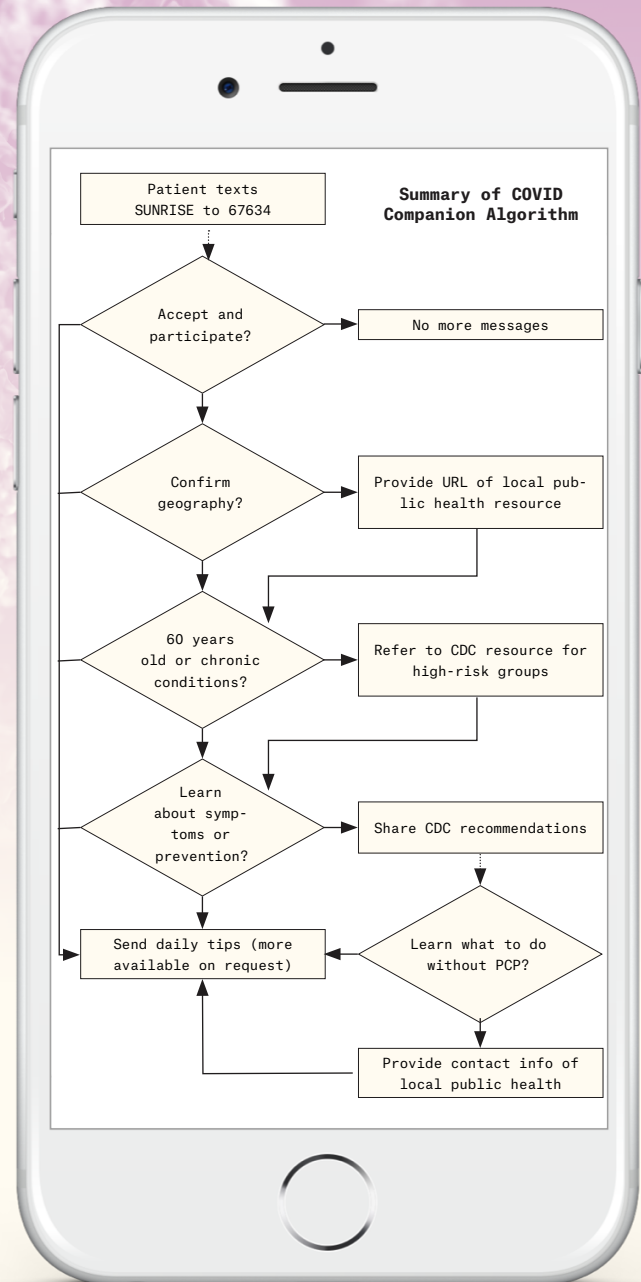 Patient texts
SUNRISE to 67634
Summary of COVID
Companion Algorithm
Accept and
participate?
No more messages
Confirm
geography?
Provide URL of local pub-
lic health resource
60 years
old or chronic
conditions?
Refer to CDC resource for
high-risk groups
Learn
about symp-
toms or
prevention?
Share CDC recommendations
Send daily tips (more
available on request)
Learn what to do
without PCP?
Provide contact info of
local public health